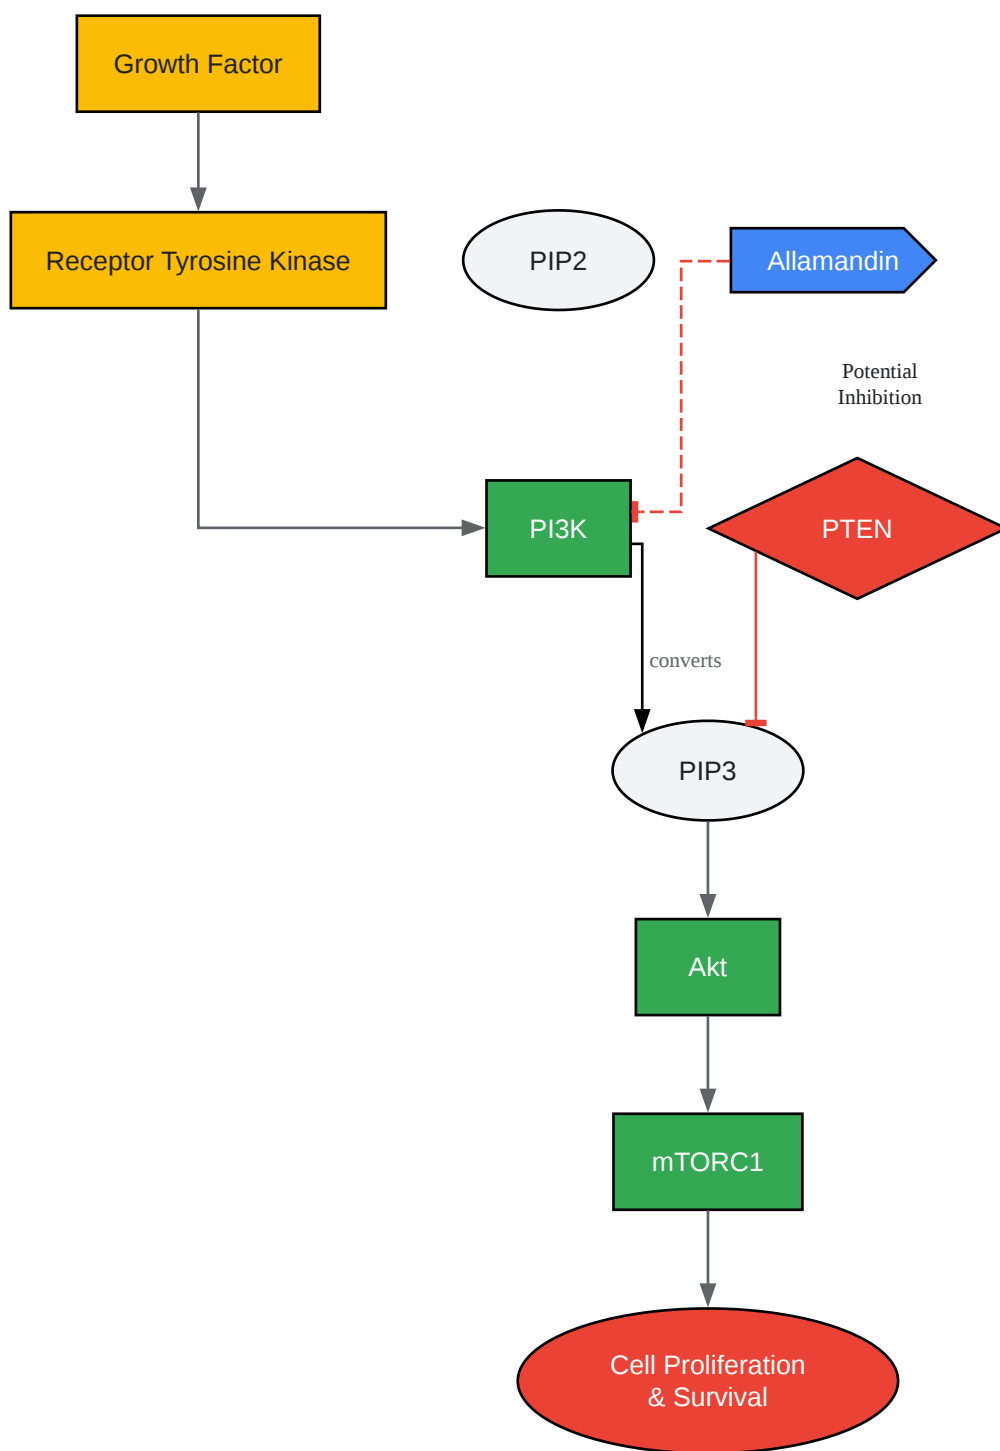 Growth Factor
Receptor Tyrosine Kinase
PIP2
Allamandin
Potential
Inhibition
PI3K
PTEN
converts
PIP3
Akt
mTORC1
Cell Proliferation
& Survival